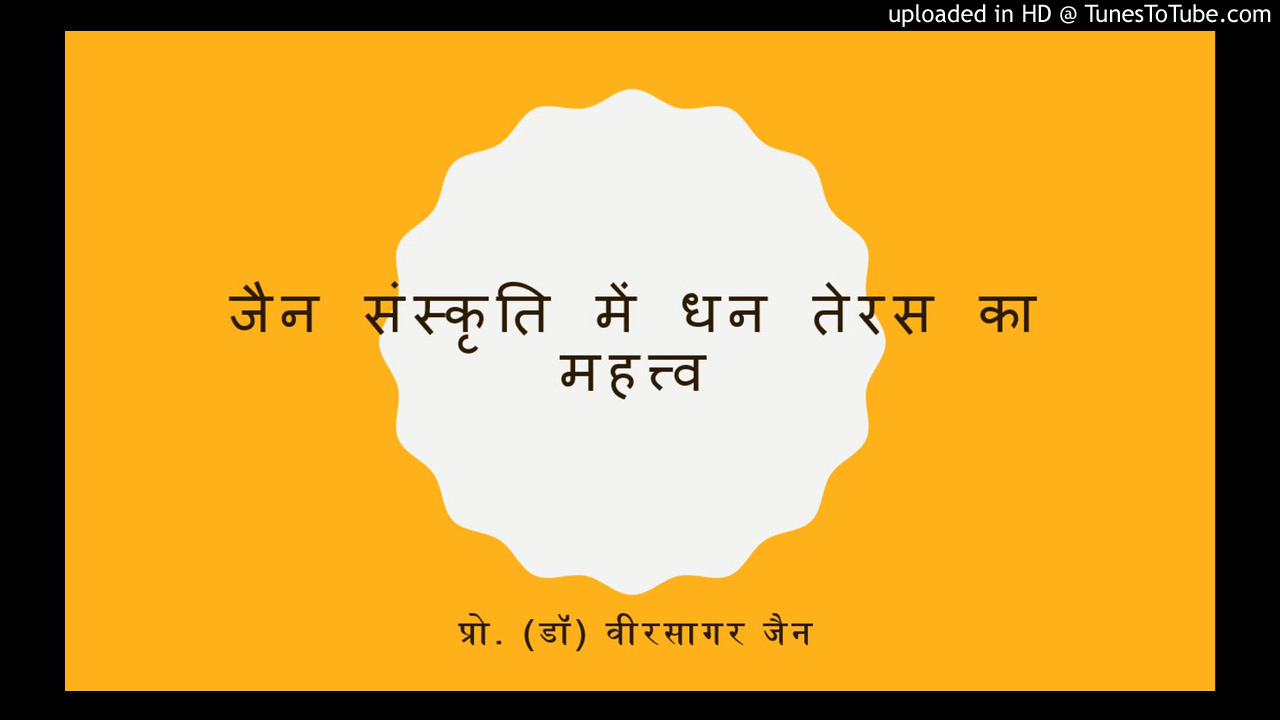 uploaded in HD @ TunesToTube.com
जैन संस्कृति में धन तेरस का
महत्त्व
प्रो. (डॉ) वीरसागर जैन